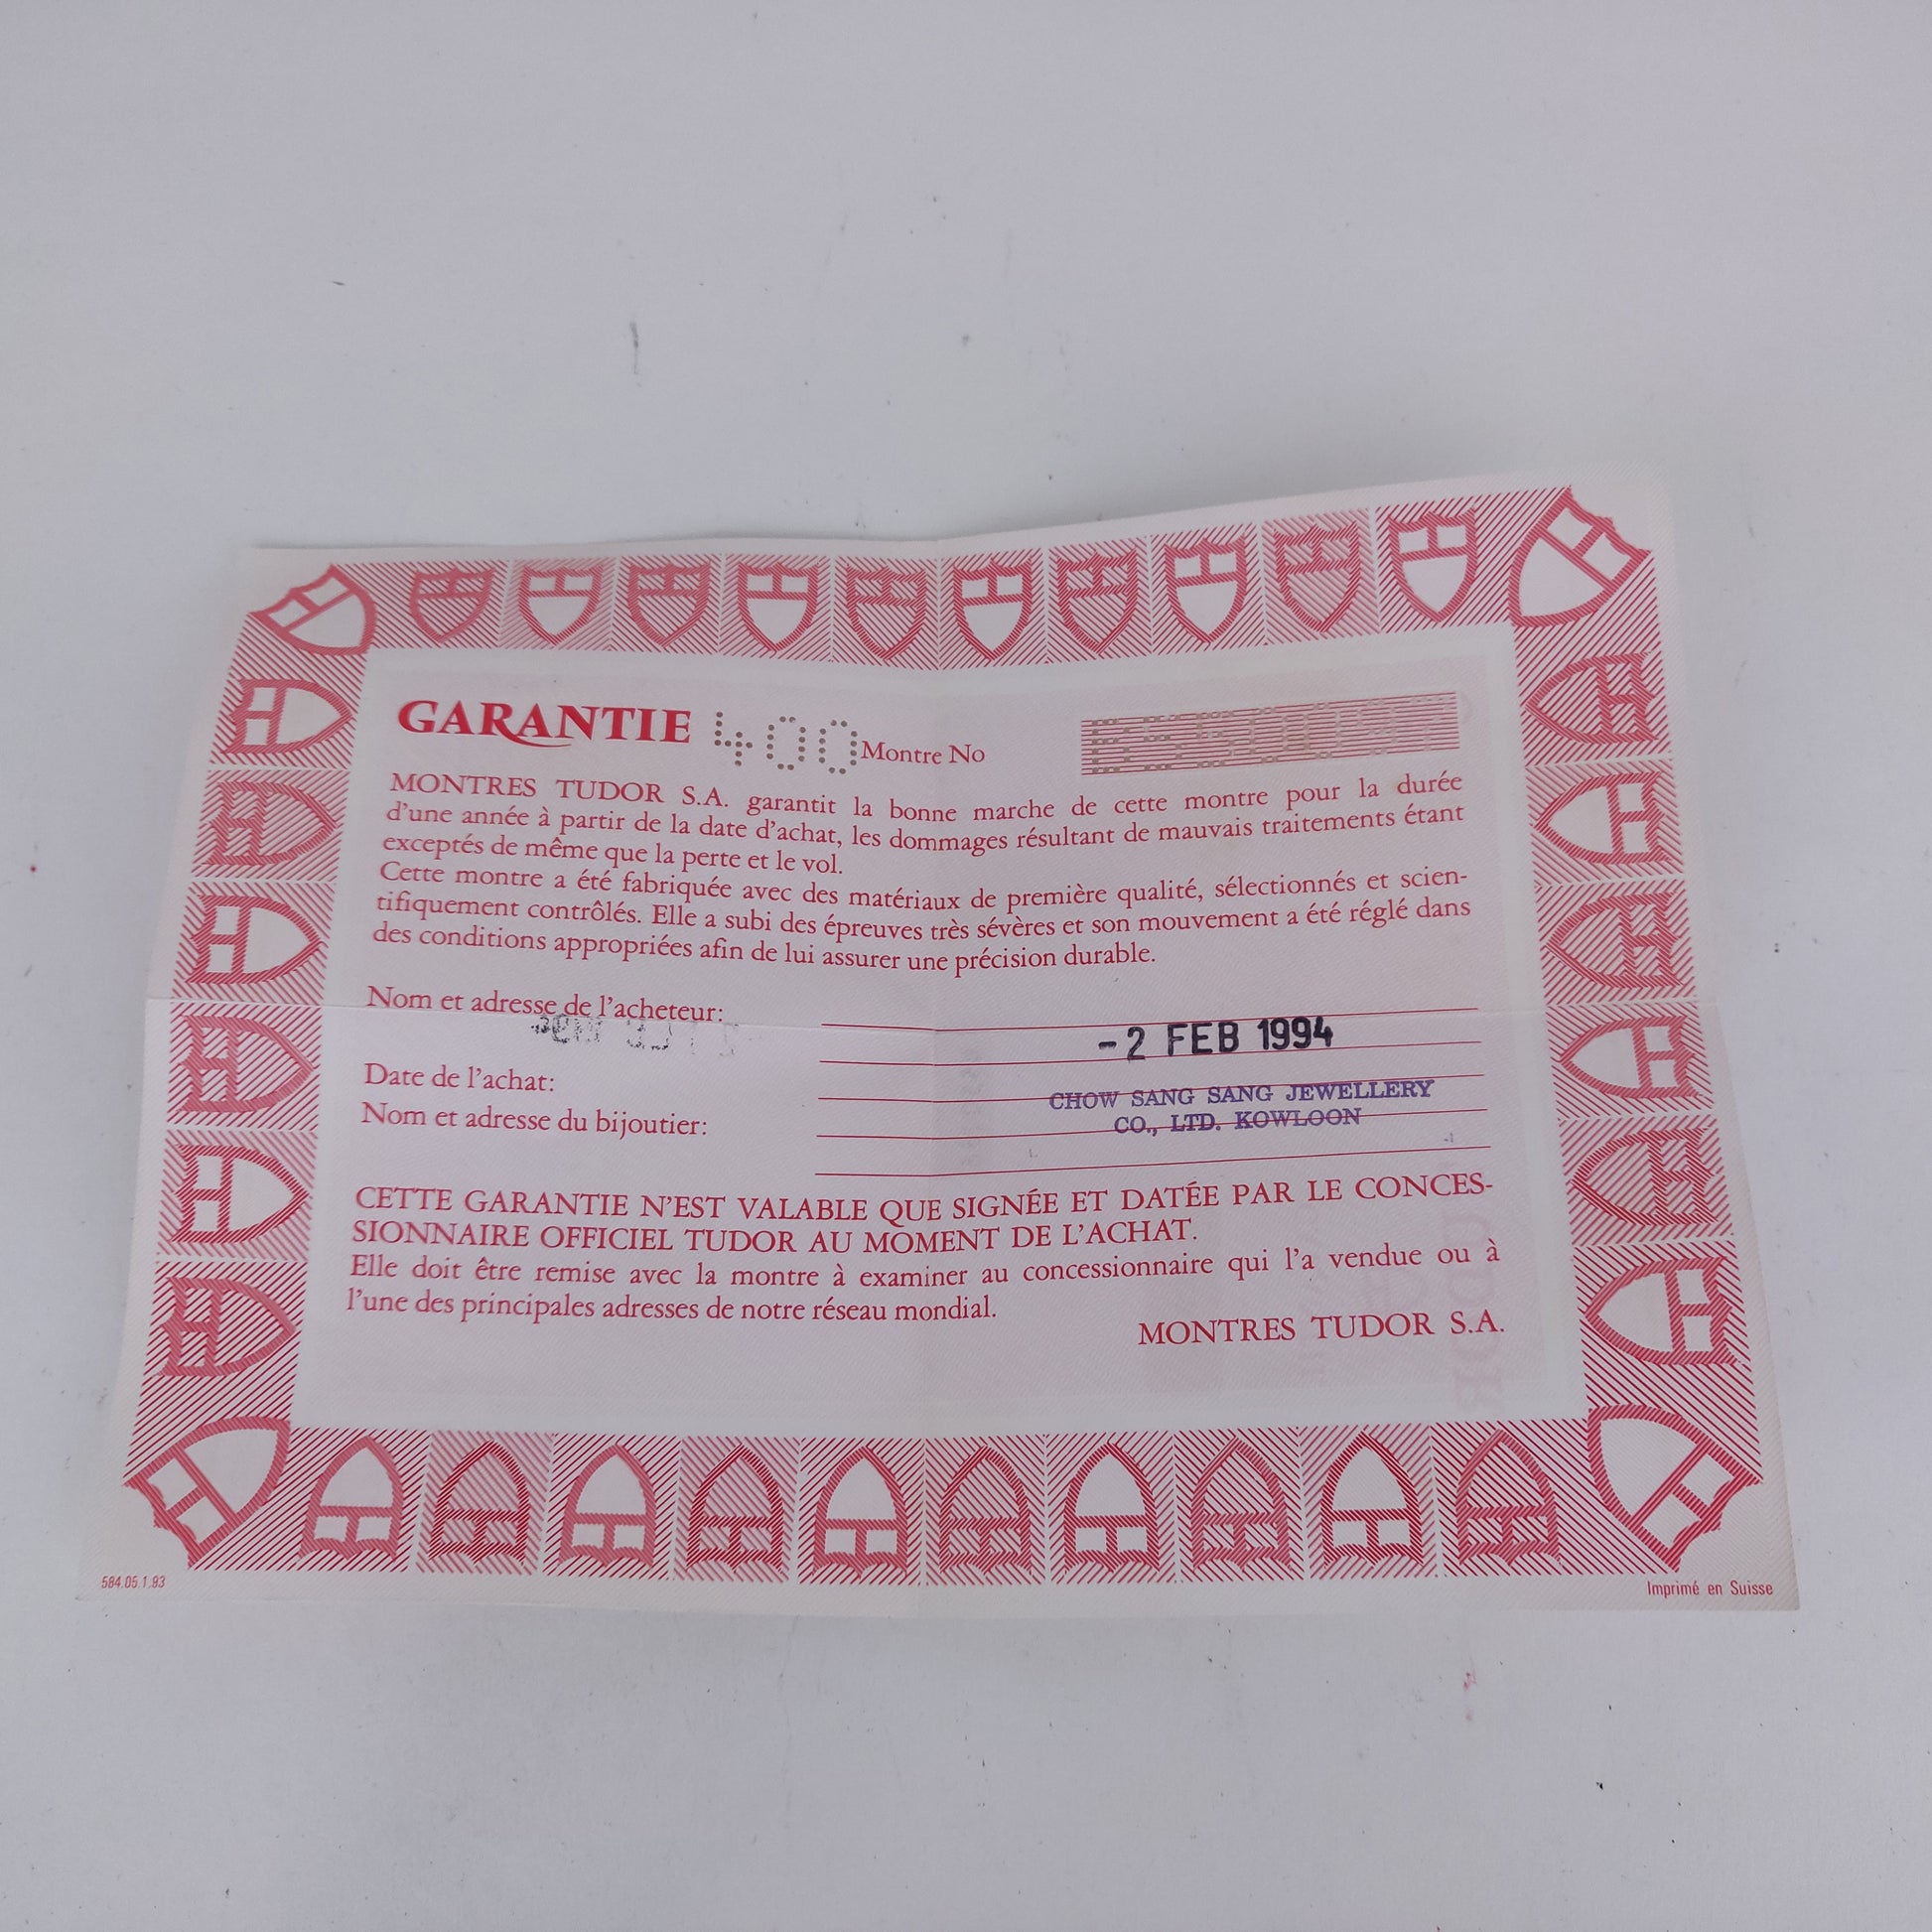 GARANTIE 400 Montre No
MONTRES TUDOR S.A. garantit la bonne marche de cette montre pour la durée
d'une année à partir de la date d'achat, les dommages résultant de mauvais traitements étant
exceptés de même que la perte et le vol.
Cette montre a été fabriquée avec des matériaux de première qualité, sélectionnés et scien-
tifiquement contrôlés. Elle a subi des épreuves très sévères et son mouvement a été réglé dans
des conditions appropriées afin de lui assurer une précision durable.
Nom et adresse de l'acheteur:
-2 FEB 1994
Date de l'achat:
CHOW SANG SANG JEWELLERY
Nom et adresse du bijoutier:
CO., LTD. KOWLOON
CETTE GARANTIE N'EST VALABLE QUE SIGNÉE ET DATÉE PAR LE CONCES-
SIONNAIRE OFFICIEL TUDOR AU MOMENT DE L'ACHAT.
Elle doit être remise avec la montre à examiner au concessionnaire qui l'a vendue ou à
l'une des principales adresses de notre réseau mondial.
MONTRES TUDOR S.A.
584.05.1.93
Imprimé en Suisse